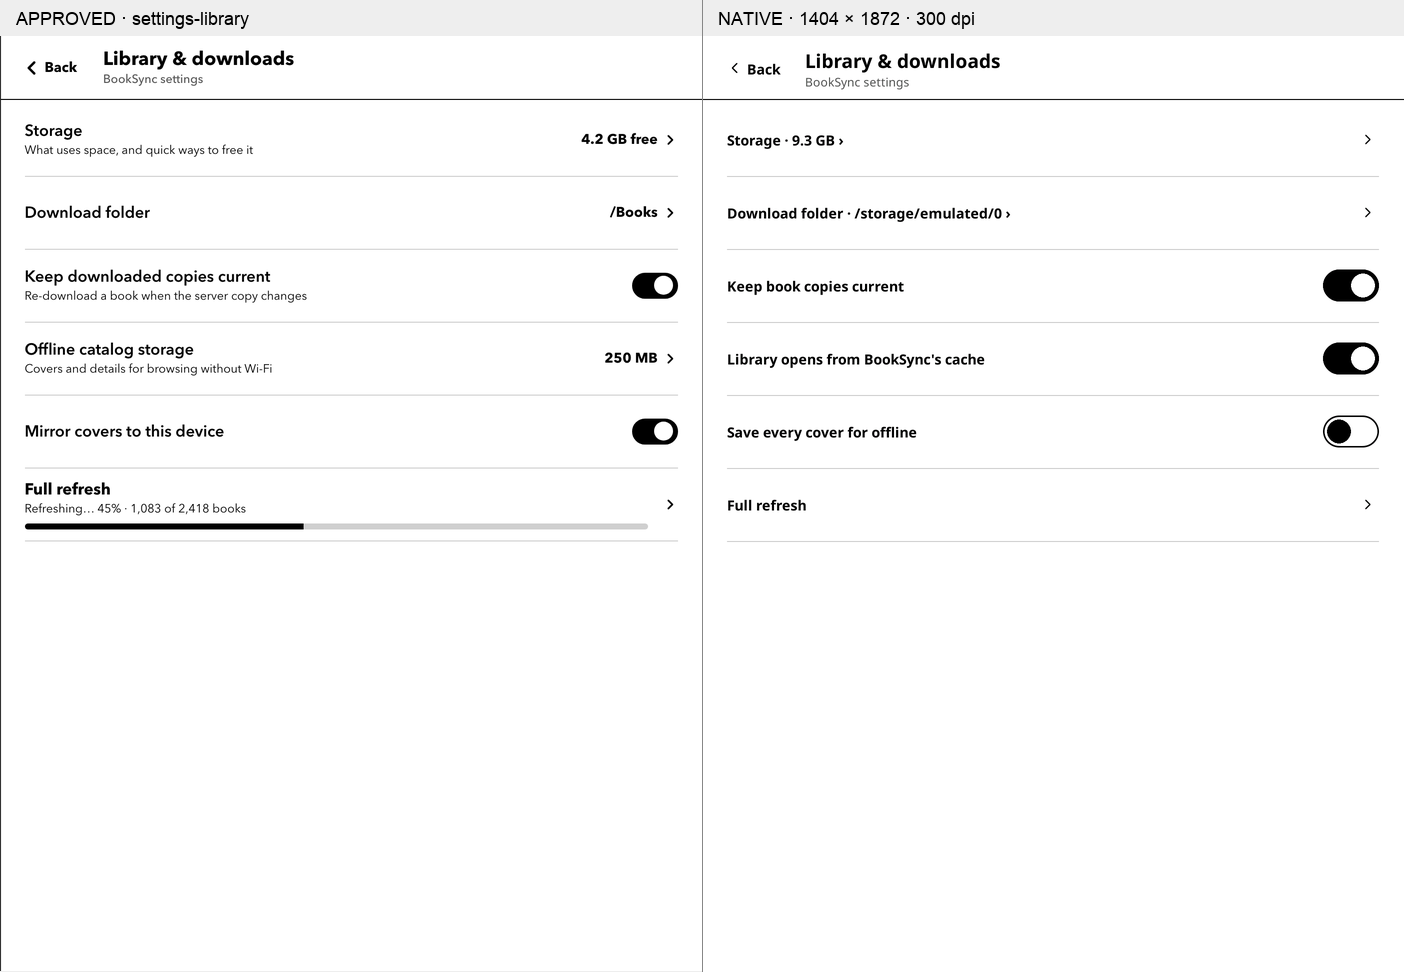 APPROVED · settings-library
Back
Library & downloads
BookSync settings
Storage
What uses space, and quick ways to free it
4.2 GB free
Download folder
/Books
Keep downloaded copies current
Re-download a book when the server copy changes
Offline catalog storage
Covers and details for browsing without Wi-Fi
250 MB
Mirror covers to this device
Full refresh
Refreshing... 45% · 1,083 of 2,418 books
NATIVE · 1404 × 1872 · 300 dpi
Back
Library & downloads
BookSync settings
Storage · 9.3 GB ›
Download folder · /storage/emulated/0 ›
Keep book copies current
Library opens from BookSync's cache
Save every cover for offline
Full refresh